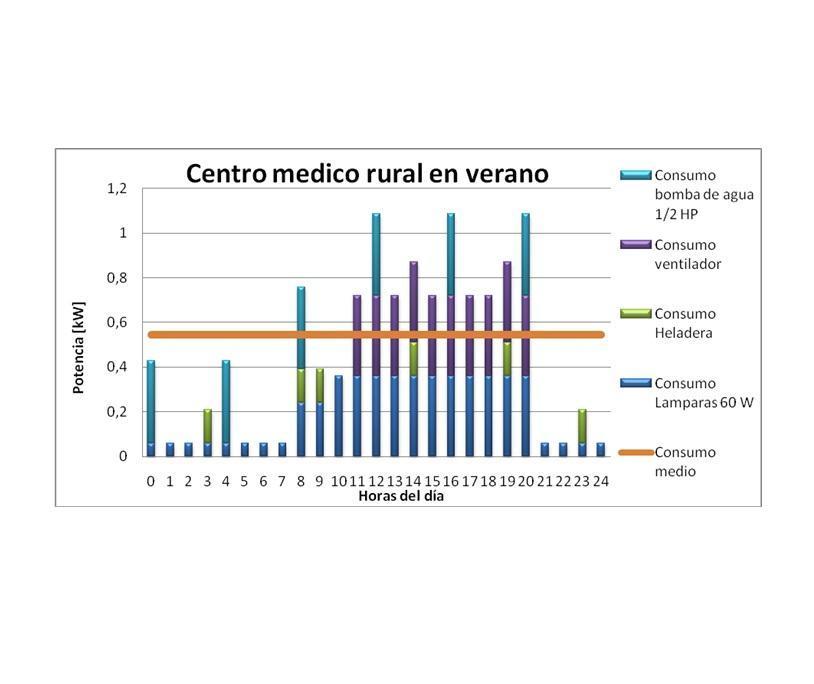 Centro medico rural en verano
1,2
1
0,8
0,6
0,4
0,2
0
Potencia [kW]
0 1 2 3 4 5 6 7 8 9 10 11 12 13 14 15 16 17 18 19 20 21 22 23 24
Horas del día
Consumo
bomba de agua
1/2 HP
Consumo
ventilador
Consumo
Heladera
Consumo
Lamparas 60 W
Consumo
medio